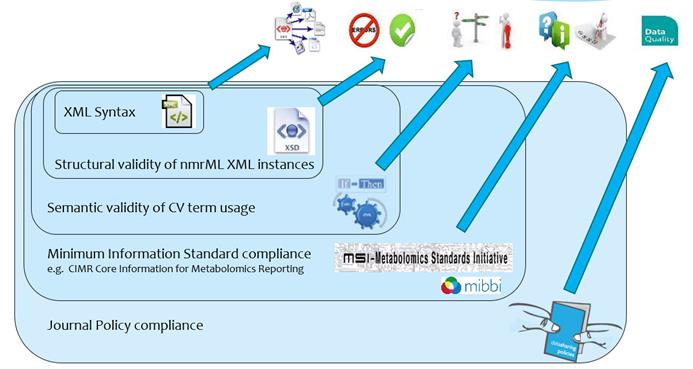 ERRORS
Data
Quality
XML Syntax
</>
XSD
Structural validity of nmrML XML instances
If - Then
Semantic validity of CV term usage
Minimum Information Standard compliance
e.g. CIMR Core Information for Metabolomics Reporting
MSI-Metabolomics Standards Initiative
mibbi
Journal Policy compliance
datasharing
policies